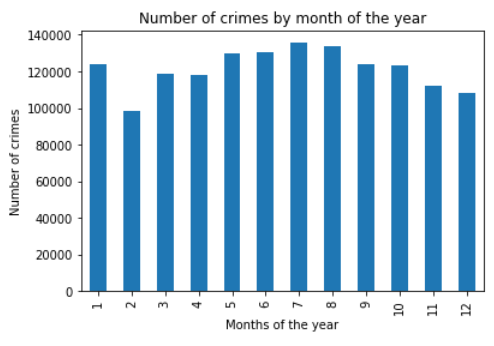 Number of crimes by month of the year
Number of crimes
140000
120000
100000
80000
60000
40000
20000
0
1 2 3 4 5 6 7 8 9 10 11 12
Months of the year